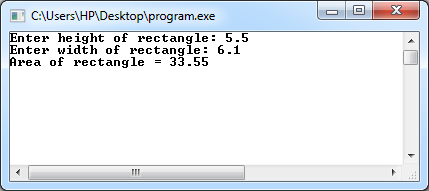 C:\Users\HP\Desktop\program.exe
Enter height of rectangle: 5.5
Enter width of rectangle: 6.1
Area of rectangle = 33.55